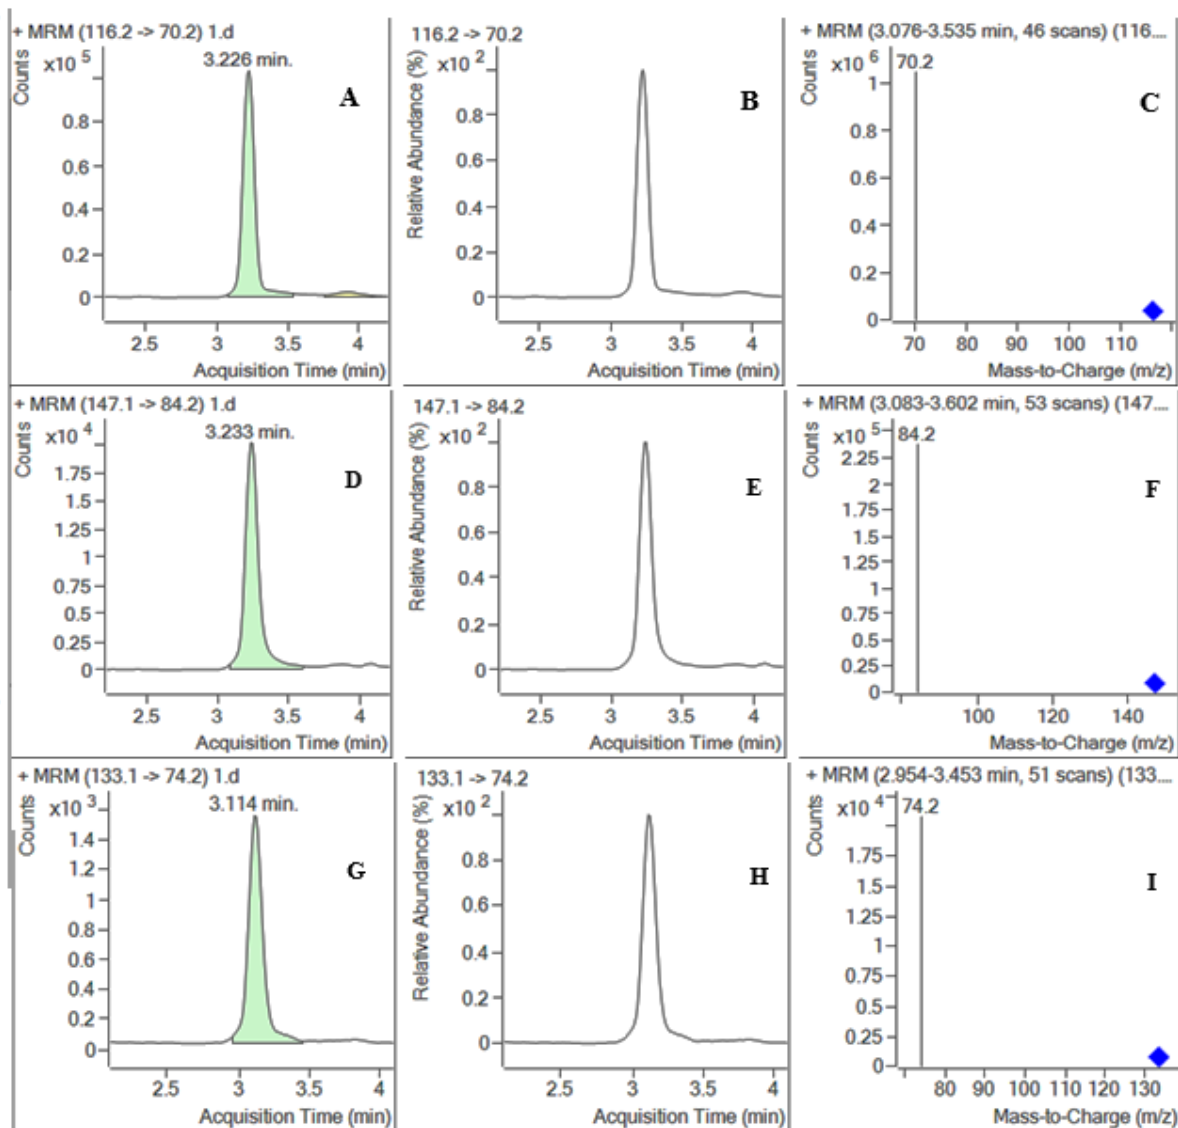 + MRM (116.2 -> 70.2) 1.d
Counts
x10 5
3.226 min.
A
0.8
0.6
0.4
0.2
0
2.5 3 3.5 4
Acquisition Time (min)
116.2 -> 70.2
Relative Abundance (%)
x10 2
B
0.8
0.6
0.4
0.2
0
2.5 3 3.5 4
Acquisition Time (min)
+ MRM (3.076-3.535 min, 46 scans) (116....
Counts
x10 6
70.2
C
1
0.8
0.6
0.4
0.2
0
70 80 90 100 110
Mass-to-Charge (m/z)
+ MRM (147.1 -> 84.2) 1.d
Counts
x10 4
3.233 min.
D
1.75
1.5
1.25
1
0.75
0.5
0.25
0
2.5 3 3.5 4
Acquisition Time (min)
147.1 -> 84.2
Relative Abundance (%)
x10 2
E
0.8
0.6
0.4
0.2
0
2.5 3 3.5 4
Acquisition Time (min)
+ MRM (3.083-3.602 min, 53 scans) (147....
Counts
x10 5
84.2
F
2.25
2
1.75
1.5
1.25
1
0.75
0.5
0.25
0
100 120 140
Mass-to-Charge (m/z)
+ MRM (133.1 -> 74.2) 1.d
Counts
x10 3
3.114 min.
G
1.4
1.2
1
0.8
0.6
0.4
0.2
0
2.5 3 3.5 4
Acquisition Time (min)
133.1 -> 74.2
Relative Abundance (%)
x10 2
H
0.8
0.6
0.4
0.2
0
2.5 3 3.5 4
Acquisition Time (min)
+ MRM (2.954-3.453 min, 51 scans) (133....
Counts
x10 4
74.2
I
1.75
1.5
1.25
1
0.75
0.5
0.25
0
80 90 100 110 120 130
Mass-to-Charge (m/z)